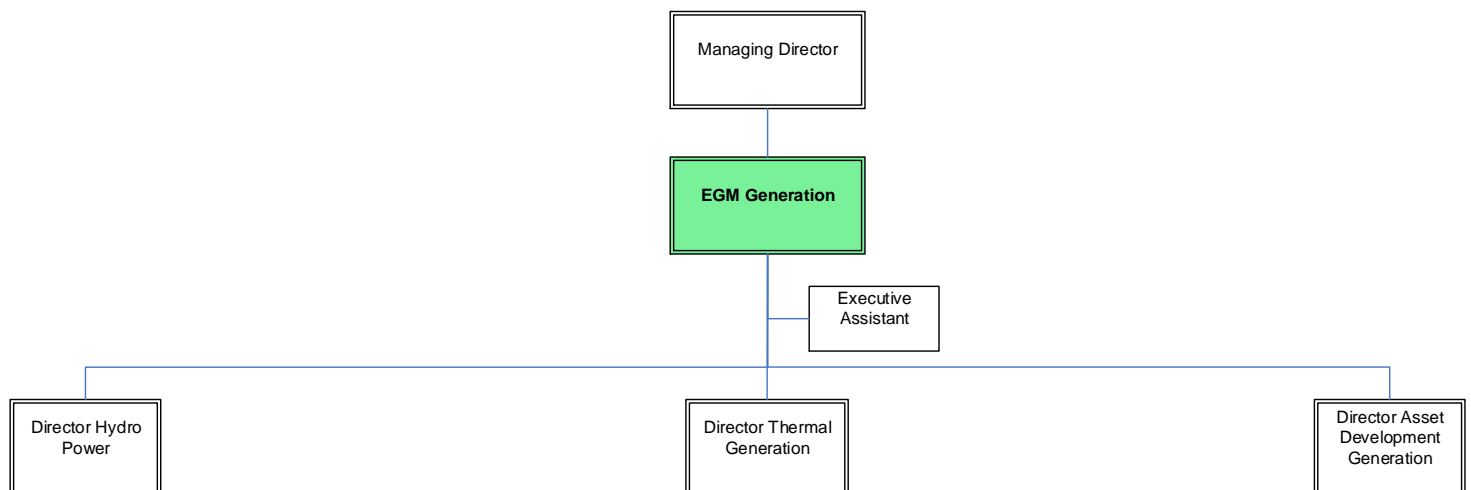 Managing Director
EGM Generation
Executive
Assistant
Director Hydro
Power
Director Thermal
Generation
Director Asset
Development
Generation